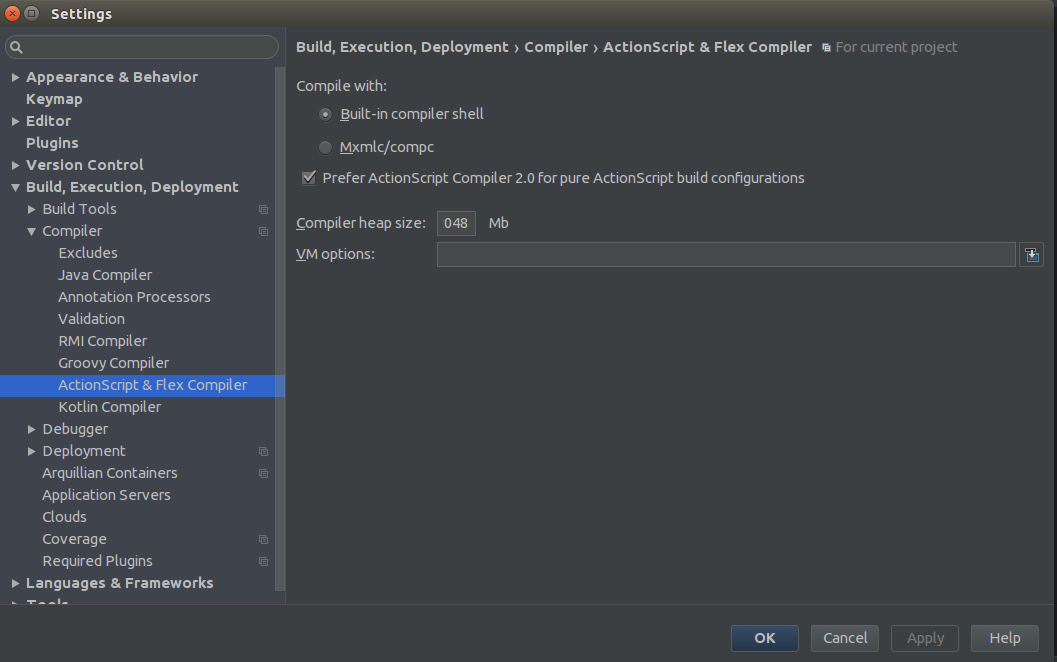 Settings
Build, Execution, Deployment › Compiler › ActionScript & Flex Compiler For current project
Appearance & Behavior
Keymap
Editor
Plugins
Version Control
Build, Execution, Deployment
Build Tools
Compiler
Excludes
Java Compiler
Annotation Processors
Validation
RMI Compiler
Groovy Compiler
ActionScript & Flex Compiler
Kotlin Compiler
Debugger
Deployment
Arquillian Containers
Application Servers
Clouds
Coverage
Required Plugins
Languages & Frameworks
Tools
Compile with:
Built-in compiler shell
Mxmlc/compc
Prefer ActionScript Compiler 2.0 for pure ActionScript build configurations
Compiler heap size: 048 Mb
VM options:
OK Cancel Apply Help